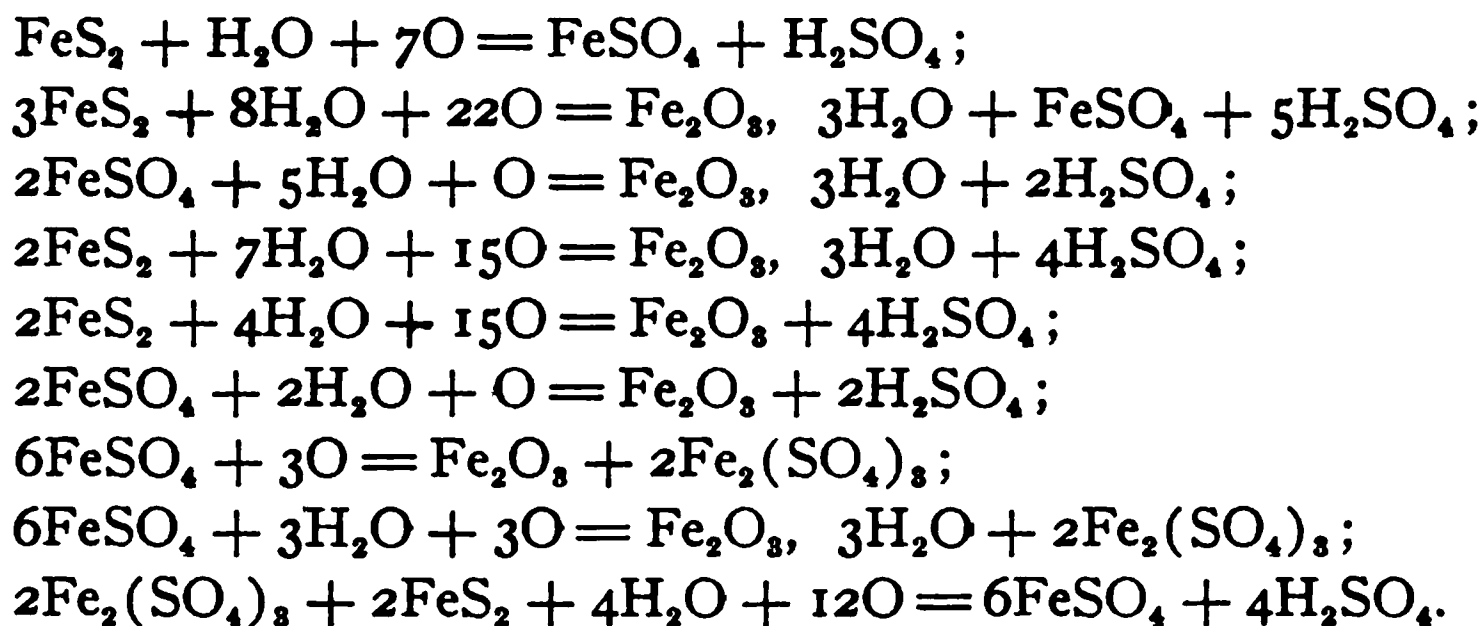 FeS₂ + H₂O + 7O = FeSO₄ + H₂SO₄;
3FeS₂ + 8H₂O + 22O = Fe₂O₃, 3H₂O + FeSO₄ + 5H₂SO₄;
2FeSO₄ + 5H₂O + O = Fe₂O₃, 3H₂O + 2H₂SO₄;
2FeS₂ + 7H₂O + 15O = Fe₂O₃, 3H₂O + 4H₂SO₄;
2FeS₂ + 4H₂O + 15O = Fe₂O₃ + 4H₂SO₄;
2FeSO₄ + 2H₂O + O = Fe₂O₃ + 2H₂SO₄;
6FeSO₄ + 3O = Fe₂O₃ + 2Fe₂(SO₄)₃;
6FeSO₄ + 3H₂O + 3O = Fe₂O₃, 3H₂O + 2Fe₂(SO₄)₃;
2Fe₂(SO₄)₃ + 2FeS₂ + 4H₂O + 12O = 6FeSO₄ + 4H₂SO₄.